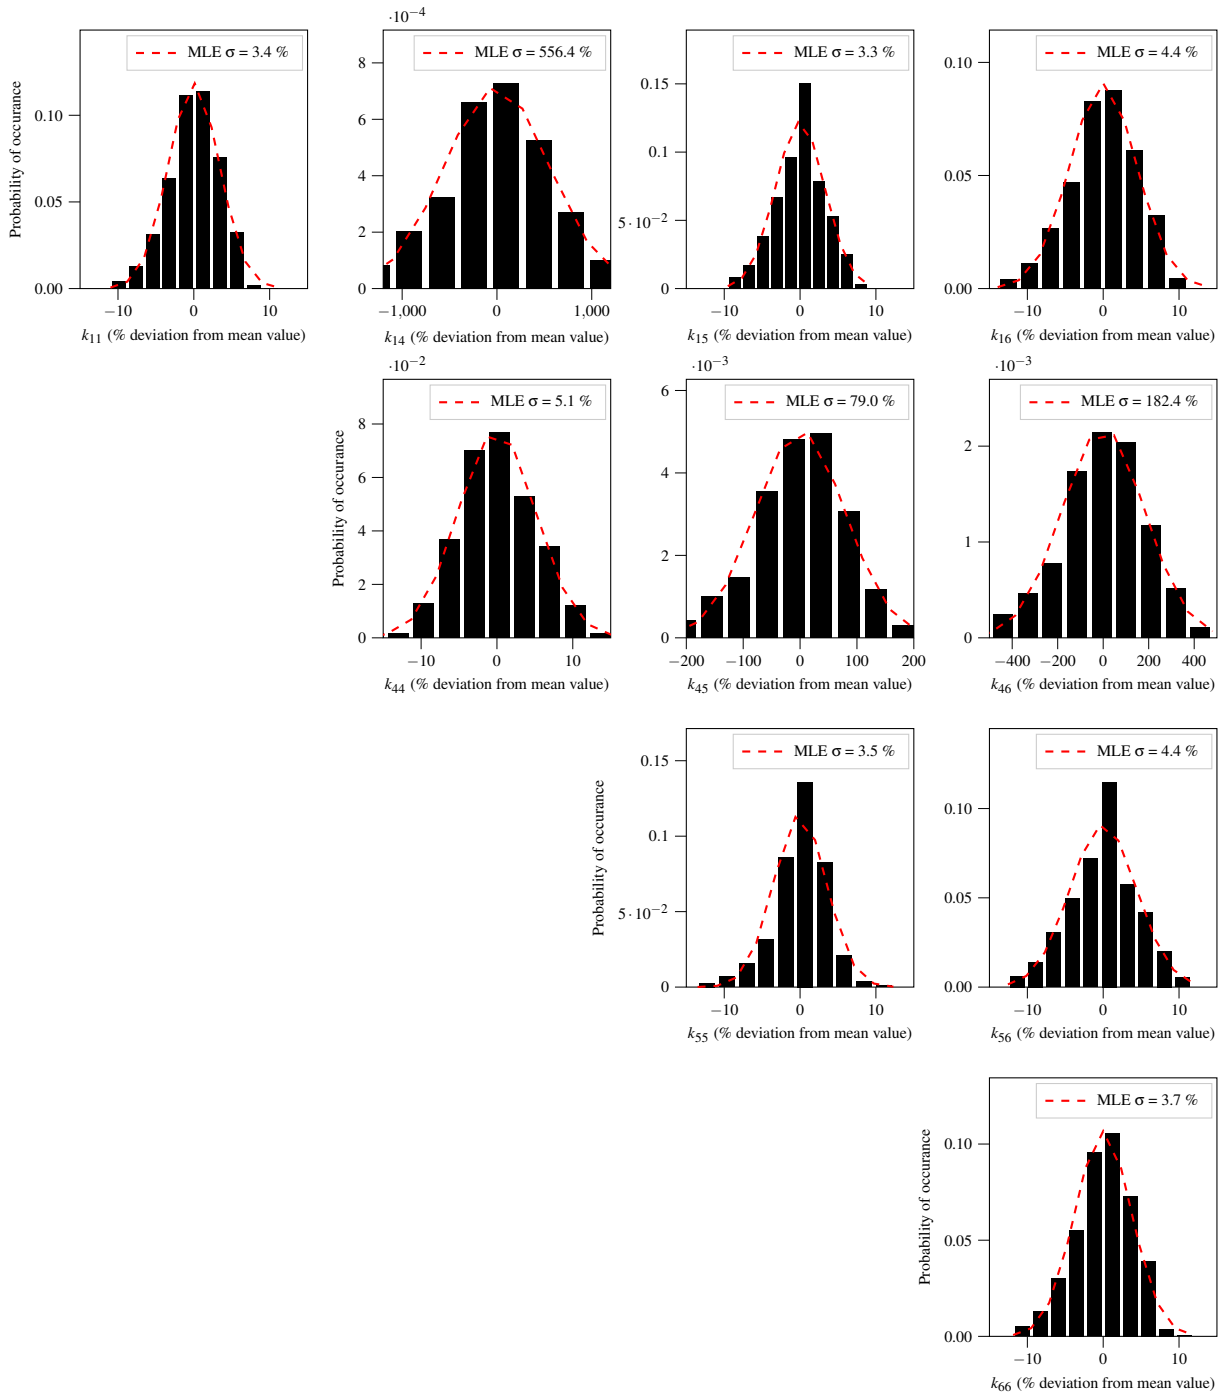 ·10⁻⁴
MLE σ = 3.4 %
MLE σ = 556.4 %
MLE σ = 3.3 %
MLE σ = 4.4 %
Probability of occurance
0.10
0.05
0.00
8
6
4
2
0
0.15
0.1
5·10⁻²
0
0.10
0.05
0.00
−10 0 10
−1,000 0 1,000
−10 0 10
−10 0 10
k₁₁ (% deviation from mean value)
k₁₄ (% deviation from mean value)
k₁₅ (% deviation from mean value)
k₁₆ (% deviation from mean value)
·10⁻²
·10⁻³
·10⁻³
MLE σ = 5.1 %
MLE σ = 79.0 %
MLE σ = 182.4 %
Probability of occurance
8
6
4
2
0
6
4
2
0
2
1
0
−10 0 10
−200 −100 0 100 200
−400 −200 0 200 400
k₄₄ (% deviation from mean value)
k₄₅ (% deviation from mean value)
k₄₆ (% deviation from mean value)
MLE σ = 3.5 %
MLE σ = 4.4 %
Probability of occurance
0.15
0.1
5·10⁻²
0
0.10
0.05
0.00
−10 0 10
−10 0 10
k₅₅ (% deviation from mean value)
k₅₆ (% deviation from mean value)
MLE σ = 3.7 %
Probability of occurance
0.10
0.05
0.00
−10 0 10
k₆₆ (% deviation from mean value)